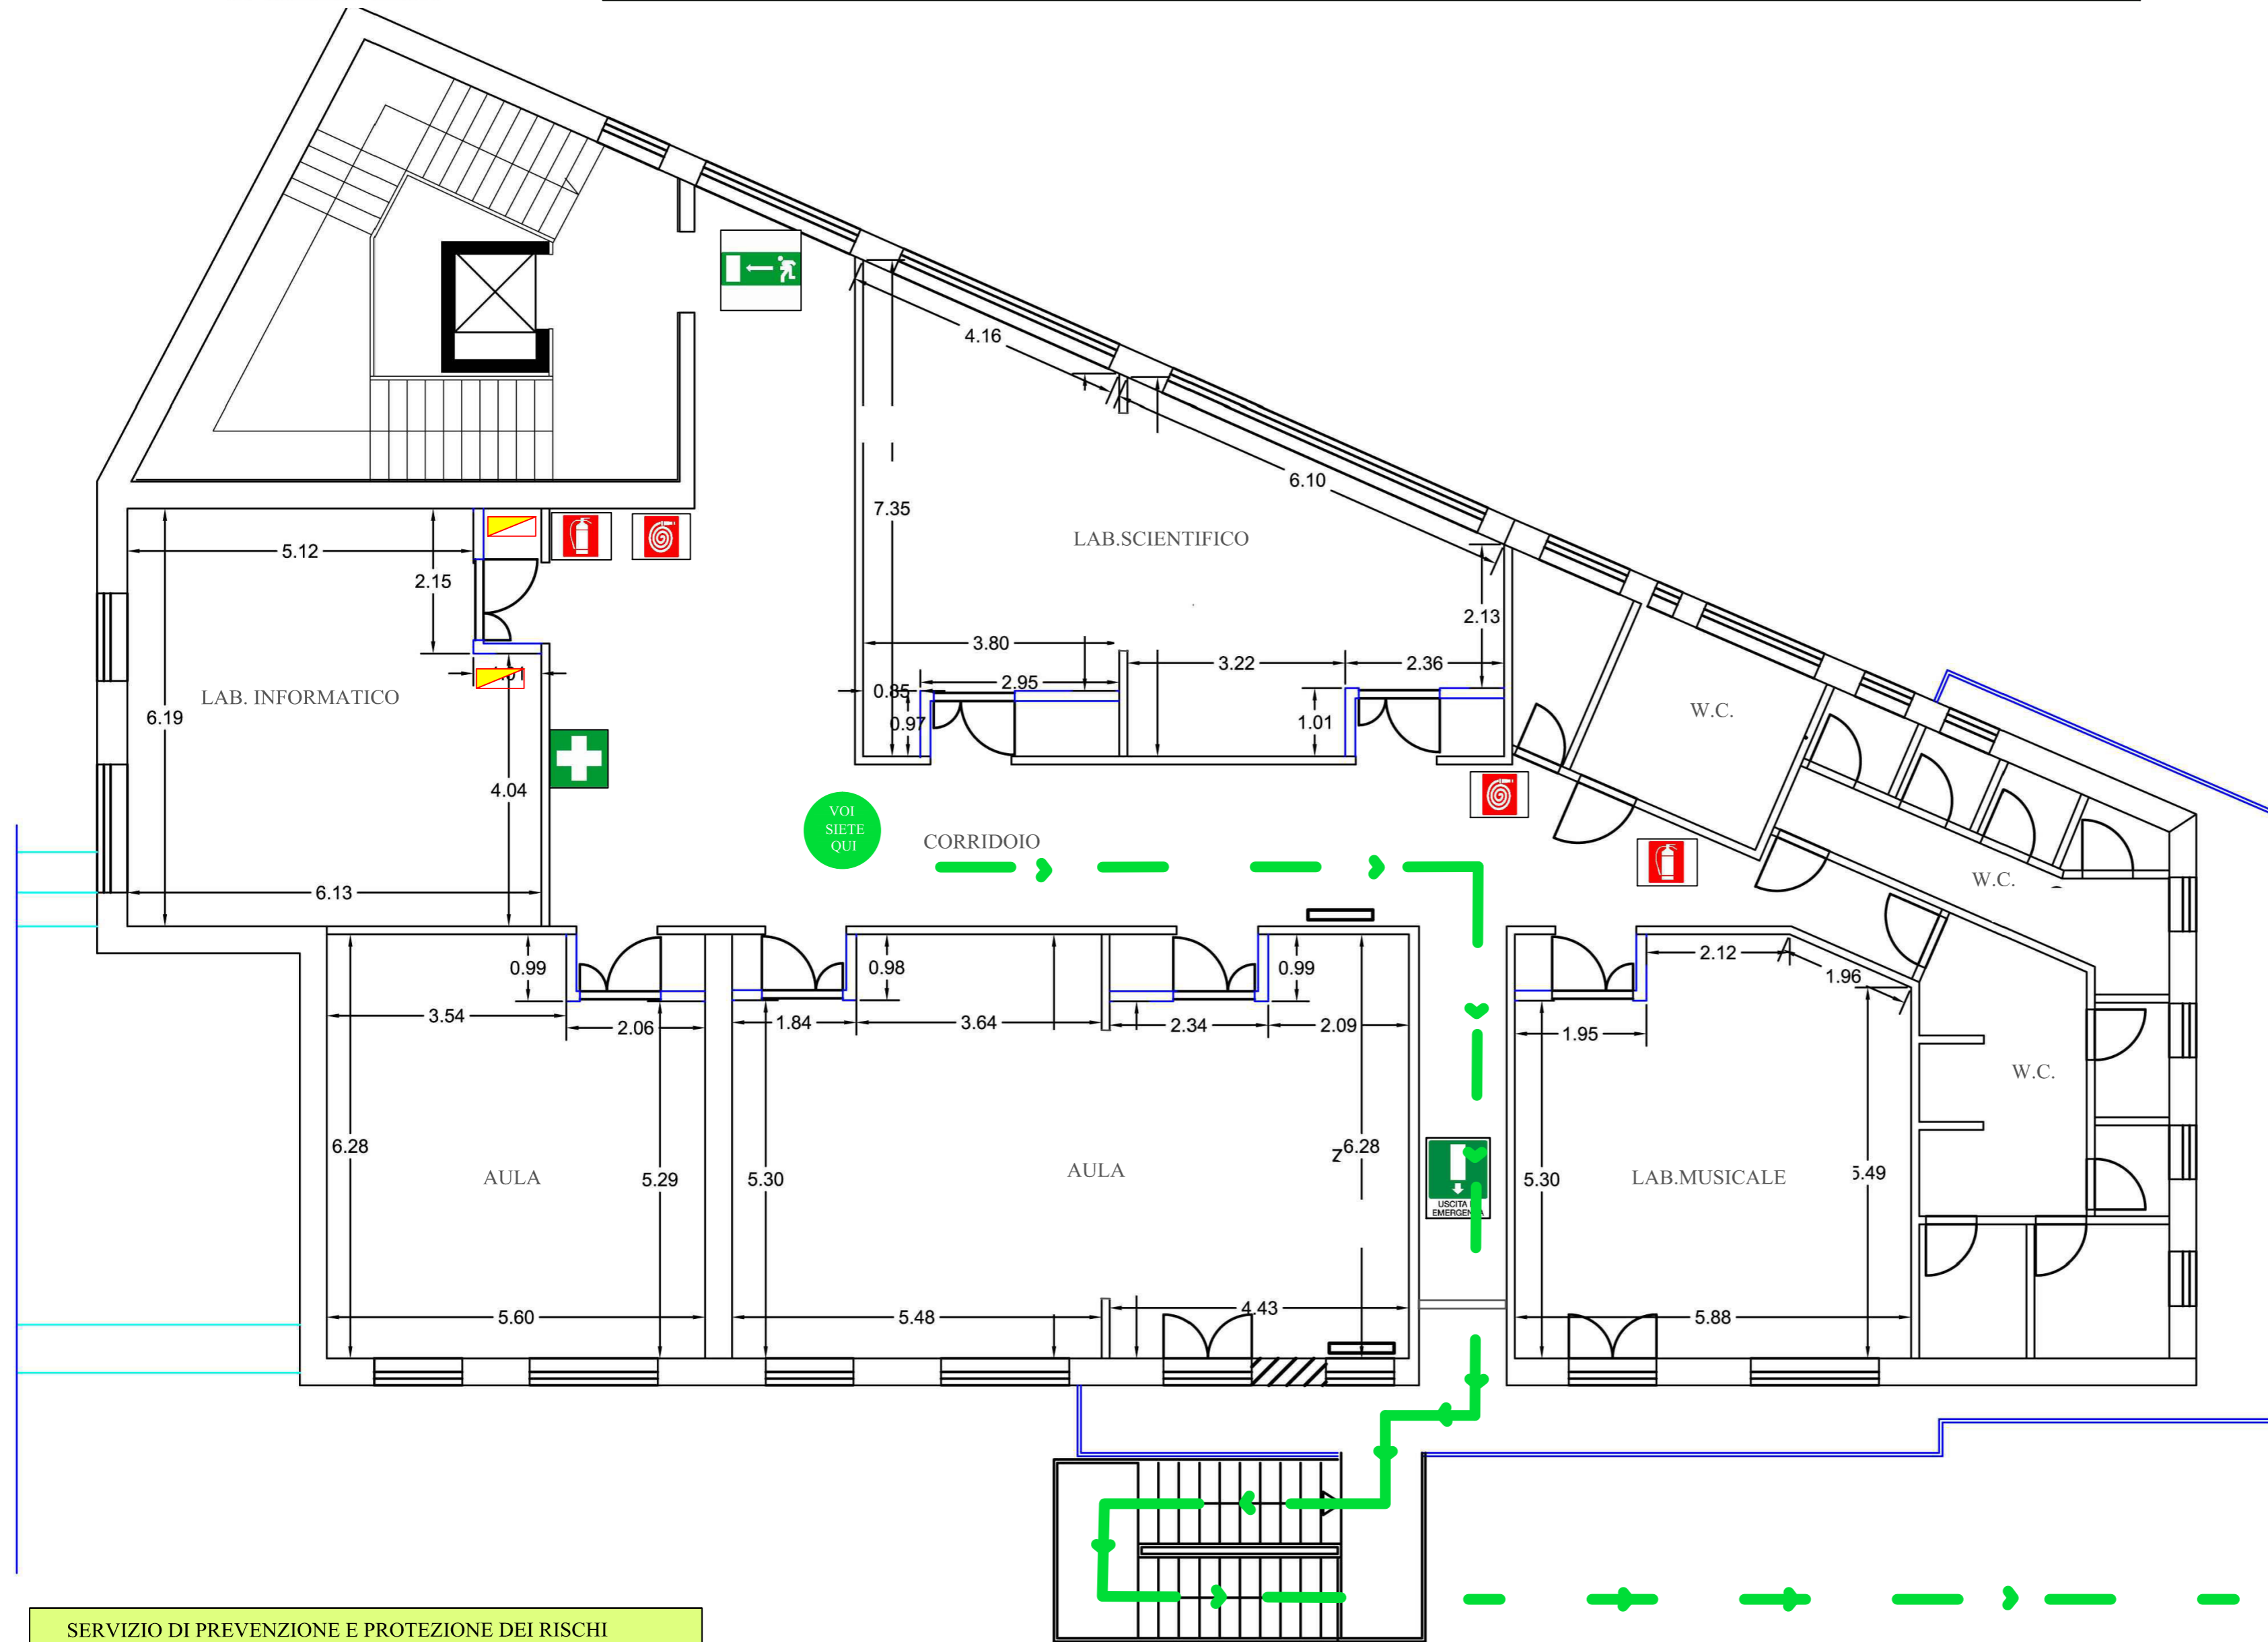 4.16
6.10
7.35
LAB.SCIENTIFICO
5.12
2.15
2.13
3.80
3.22
2.36
2.95
0.85
0.97
1.01
LAB. INFORMATICO
6.19
4.04
6.13
W.C.
VOI
SIETE
QUI
CORRIDOIO
W.C.
0.99
0.98
0.99
2.12
1.96
3.54
2.06
1.84
3.64
2.34
2.09
1.95
W.C.
6.28
AULA
5.29
5.30
AULA
z6.28
USCITA
5.30
LAB.MUSICALE
5.49
5.60
5.48
4.43
5.88
SERVIZIO DI PREVENZIONE E PROTEZIONE DEI RISCHI